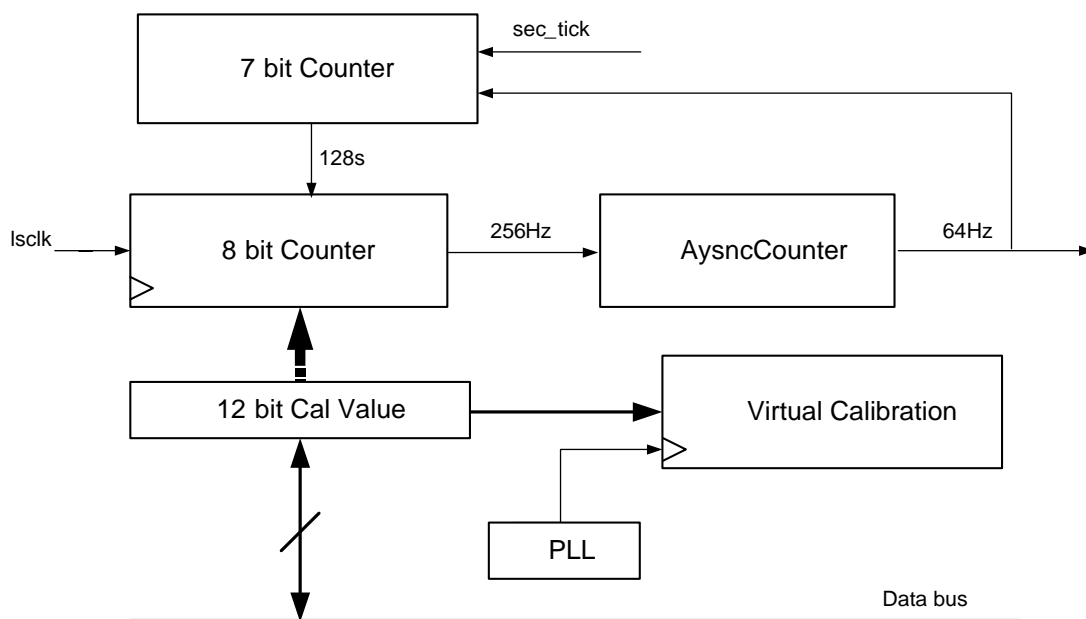 sec_tick
7 bit Counter
128s
lsclk
8 bit Counter
256Hz
AysncCounter
64Hz
12 bit Cal Value
Virtual Calibration
PLL
Data bus